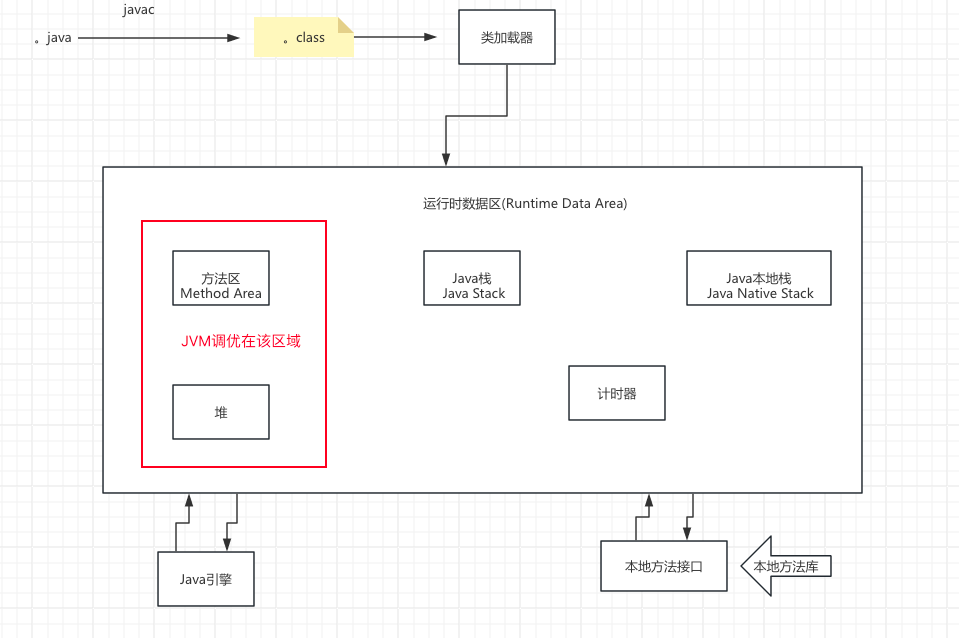 javac
。java
。class
类加载器
运行时数据区(Runtime Data Area)
方法区
Method Area
Java栈
Java Stack
Java本地栈
Java Native Stack
JVM调优在该区域
计时器
堆
Java引擎
本地方法接口
本地方法库